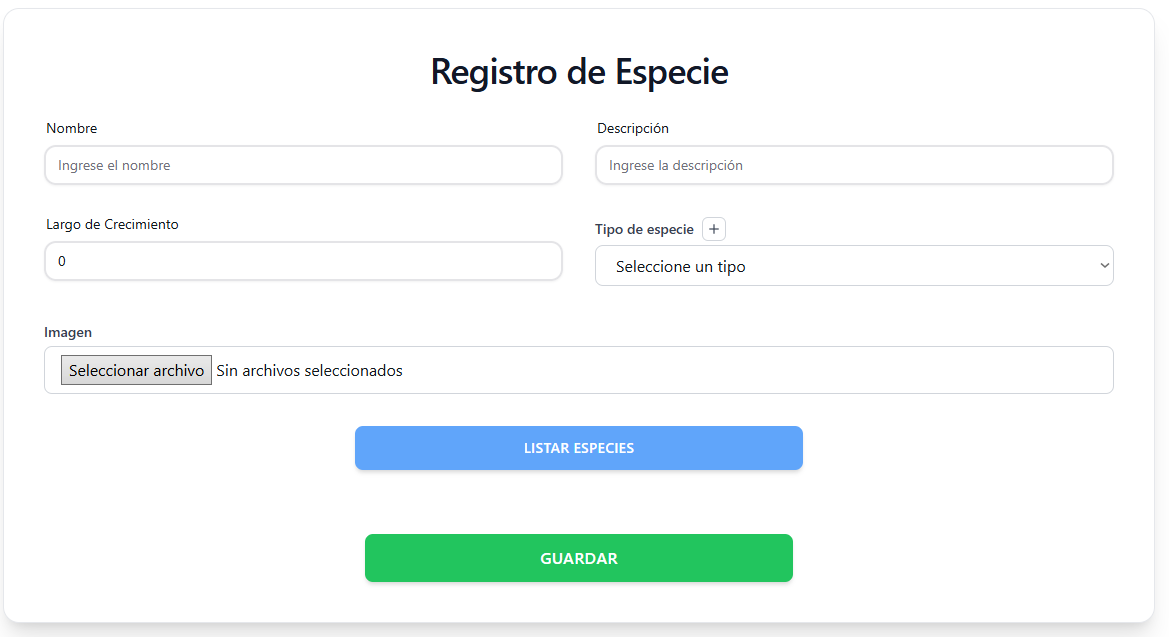 Registro de Especie
Nombre
Descripción
Ingrese el nombre
Ingrese la descripción
Largo de Crecimiento
Tipo de especie +
0
Seleccione un tipo
Imagen
Seleccionar archivo Sin archivos seleccionados
LISTAR ESPECIES
GUARDAR